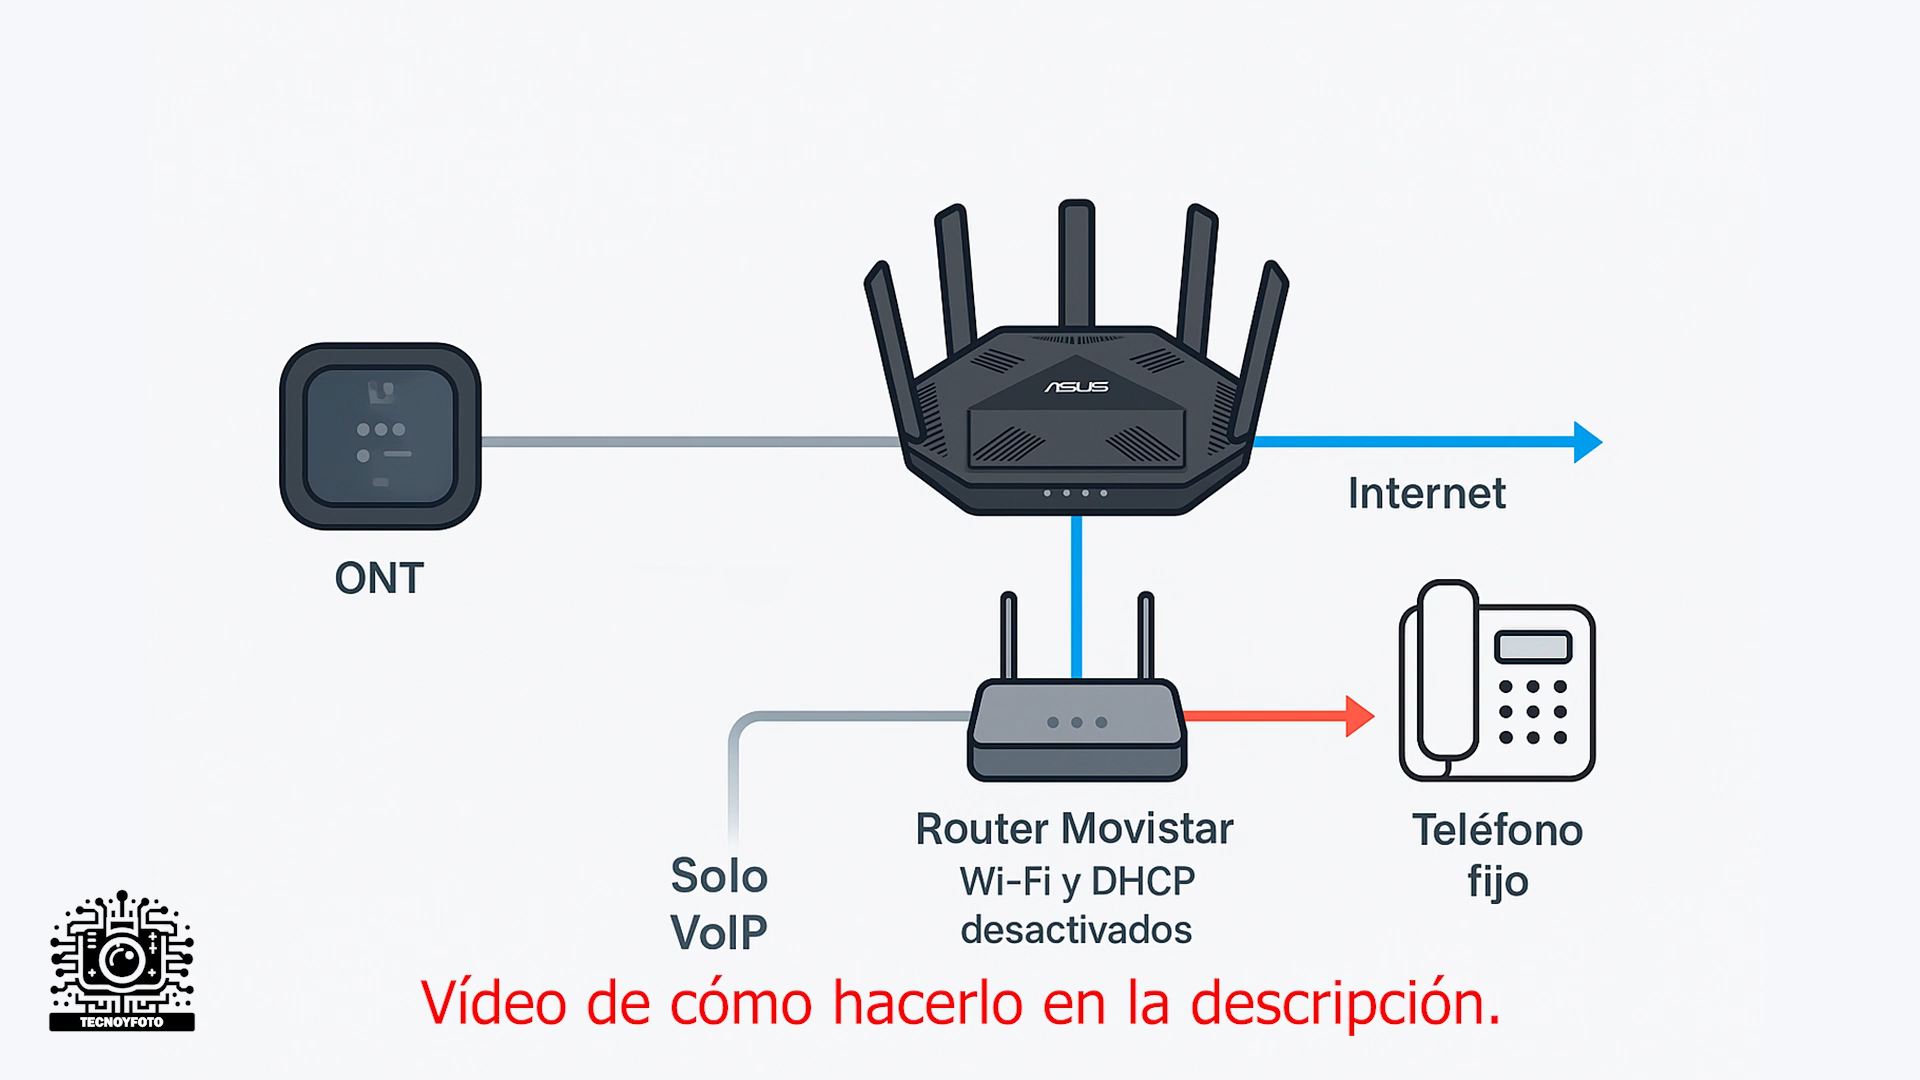 ASUS
Internet
ONT
Router Movistar
Wi-Fi y DHCP
desactivados
Teléfono
fijo
Solo
VoIP
TECNOYFOTO
Vídeo de cómo hacerlo en la descripción.